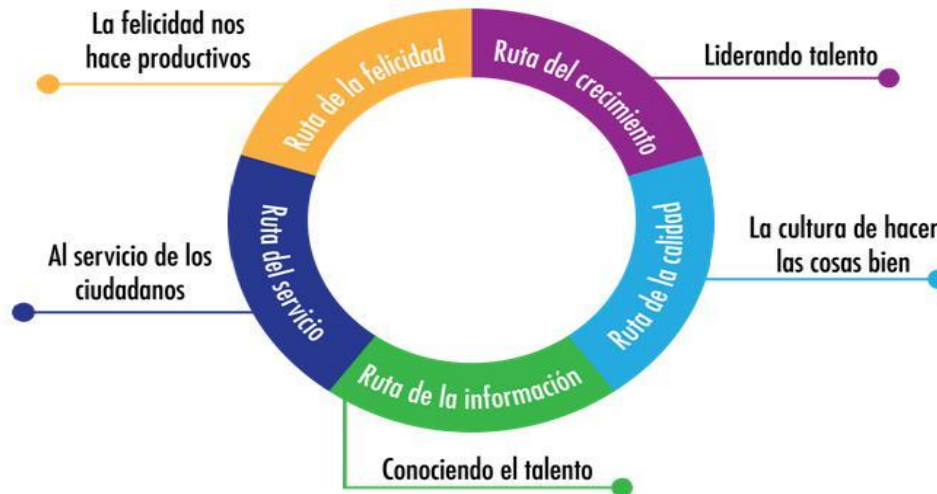 La felicidad nos
hace productivos
Ruta de la felicidad
Ruta del crecimiento
Liderando talento
Al servicio de los
ciudadanos
Ruta del servicio
Ruta de la calidad
La cultura de hacer
las cosas bien
Ruta de la información
Conociendo el talento